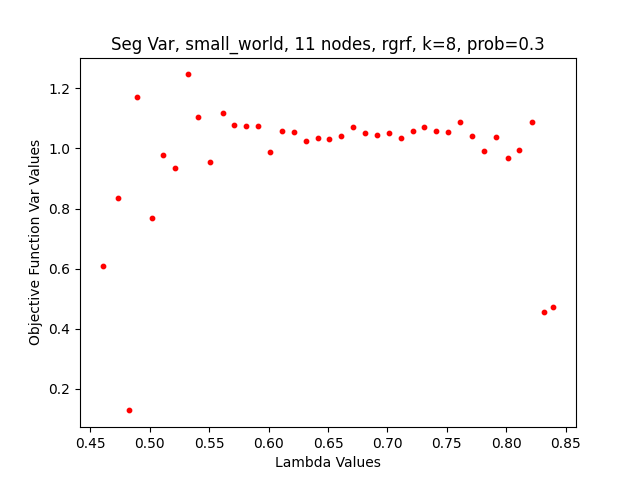 Seg Var, small_world, 11 nodes, rgrf, k=8, prob=0.3
Objective Function Var Values
1.2
1.0
0.8
0.6
0.4
0.2
0.45 0.50 0.55 0.60 0.65 0.70 0.75 0.80 0.85
Lambda Values